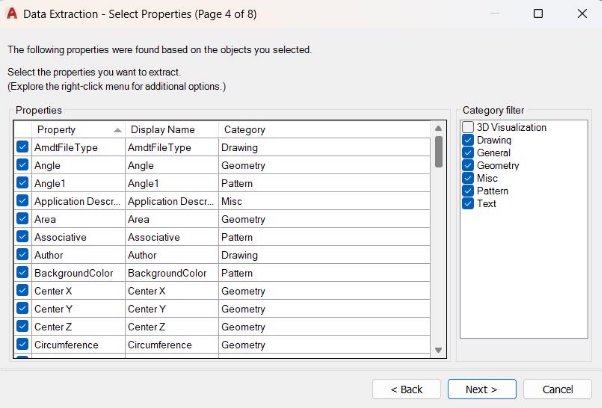 A Data Extraction - Select Properties (Page 4 of 8)
The following properties were found based on the objects you selected.
Select the properties you want to extract.
(Explore the right-click menu for additional options.)
Properties
Property Display Name Category
AmdtFileType AmdtFileType Drawing
Angle Angle Geometry
Angle1 Angle1 Pattern
Application Descr... Application Descr... Misc
Area Area Geometry
Associative Associative Pattern
Author Author Drawing
BackgroundColor BackgroundColor Pattern
Center X Center X Geometry
Center Y Center Y Geometry
Center Z Center Z Geometry
Circumference Circumference Geometry
Category filter
3D Visualization
Drawing
General
Geometry
Misc
Pattern
Text
< Back Next > Cancel